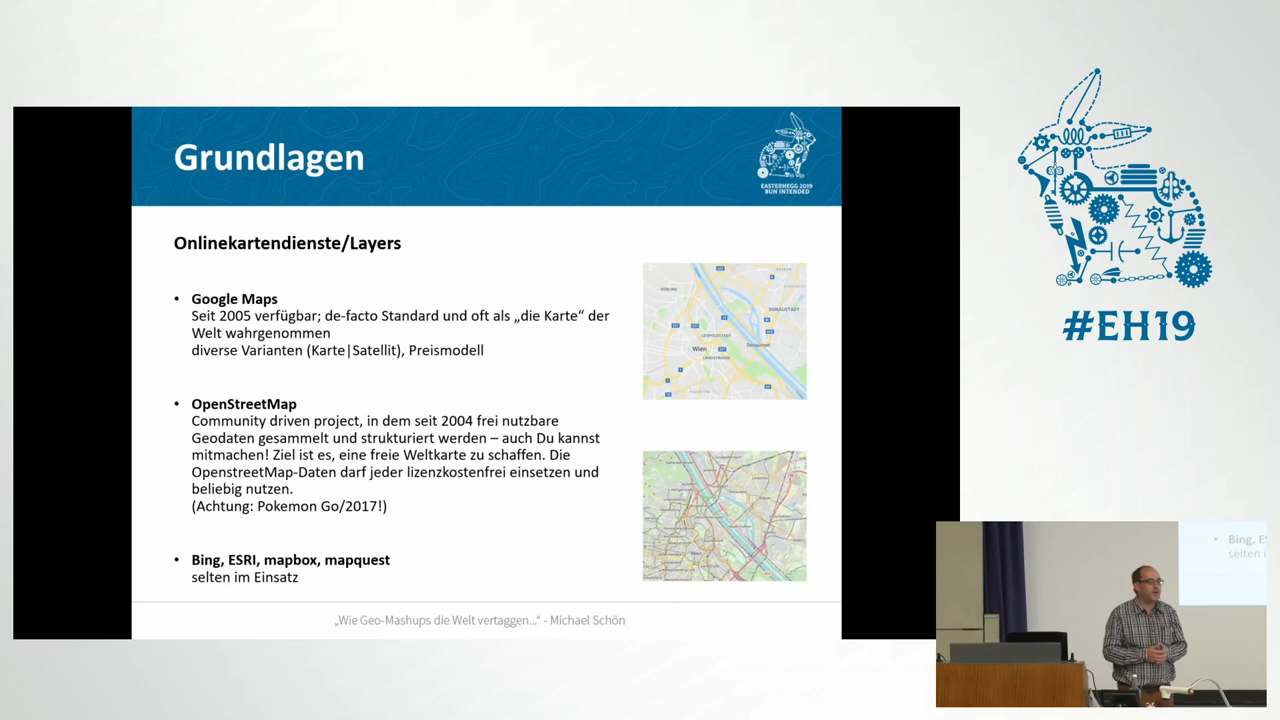 Grundlagen
EASTERHEGG 2019
BUN INTENDED
Onlinekartendienste/Layers
• Google Maps
Seit 2005 verfügbar; de-facto Standard und oft als „die Karte“ der
Welt wahrgenommen
diverse Varianten (Karte|Satellit), Preismodell
• OpenStreetMap
Community driven project, in dem seit 2004 frei nutzbare
Geodaten gesammelt und strukturiert werden – auch Du kannst
mitmachen! Ziel ist es, eine freie Weltkarte zu schaffen. Die
OpenstreetMap-Daten darf jeder lizenzkostenfrei einsetzen und
beliebig nutzen.
(Achtung: Pokemon Go/2017!)
• Bing, ESRI, mapbox, mapquest
selten im Einsatz
„Wie Geo-Mashups die Welt vertaggen...“ - Michael Schön
Wien
#EH19
• Bing, ES
selten i